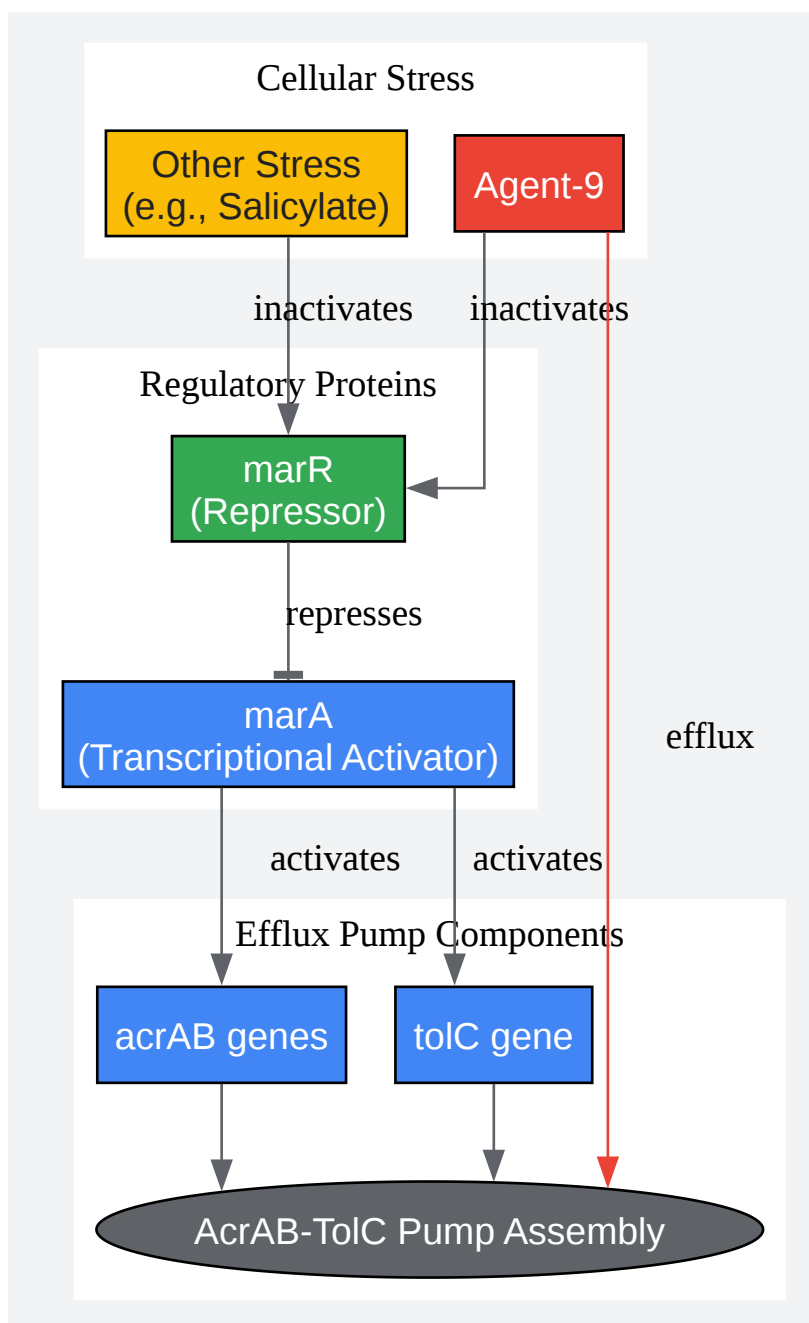 Cellular Stress
Other Stress
(e.g., Salicylate)
Agent-9
inactivates
inactivates
Regulatory Proteins
marR
(Repressor)
represses
marA
(Transcriptional Activator)
efflux
activates
activates
Efflux Pump Components
acrAB genes
tolC gene
AcrAB-TolC Pump Assembly